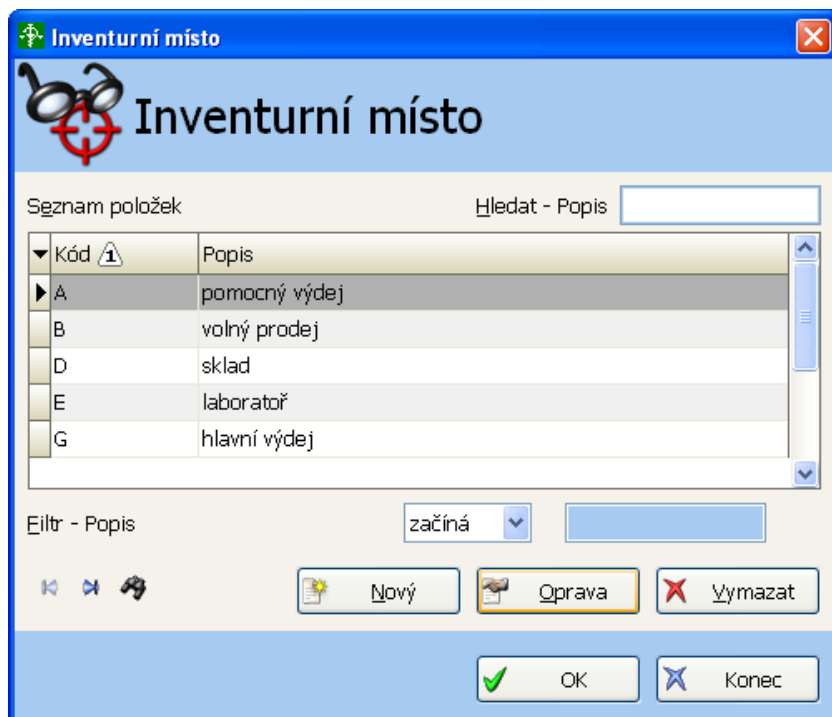 Inventurní místo
Inventurní místo
Seznam položek Hledat - Popis
Kód 1 Popis
A pomocný výdej
B volný prodej
D sklad
E laboratoř
G hlavní výdej
Filtr - Popis začíná
Nový Oprava Vymazat
OK Konec